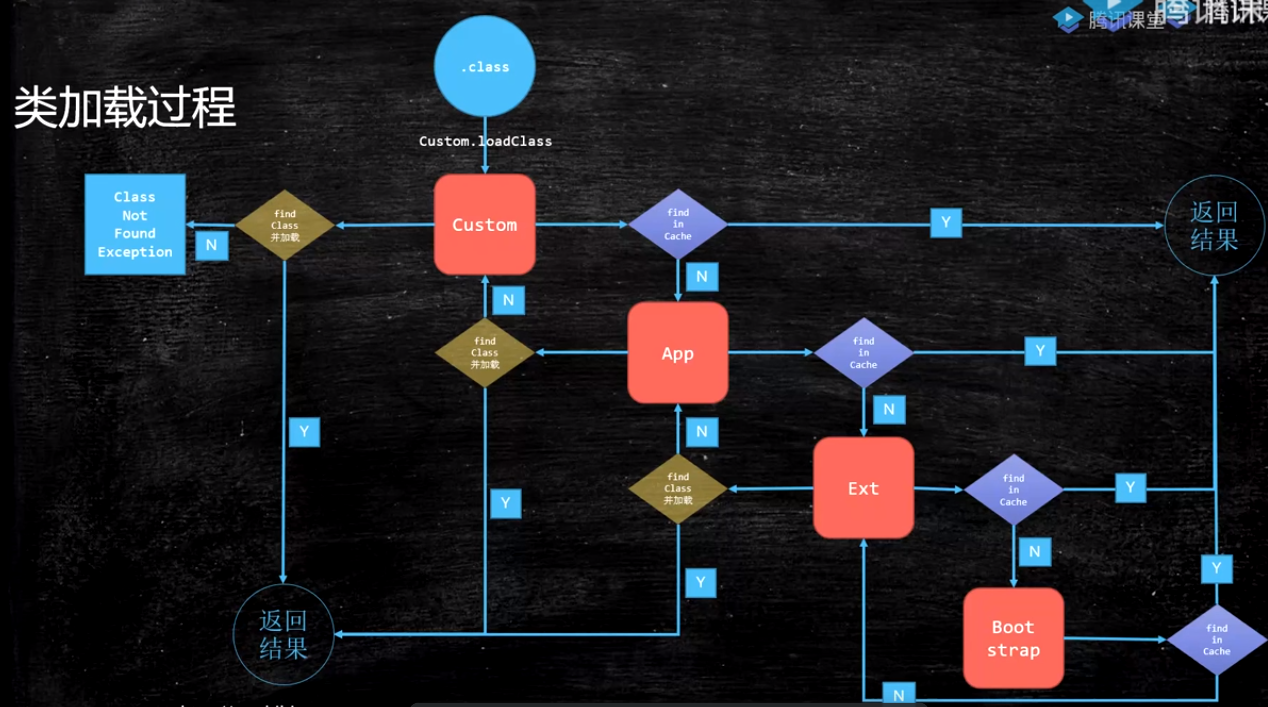 腾讯课堂
腾讯课
.class
类加载过程
Custom.loadClass
Class
Not
Found
Exception
N
find
Class
并加载
Custom
find
in
Cache
Y
返回
结果
N
N
find
Class
并加载
App
find
in
Cache
Y
N
Y
N
find
Class
并加载
Ext
find
in
Cache
Y
Y
N
Y
Y
返回
结果
Boot
strap
find
in
Cache
N